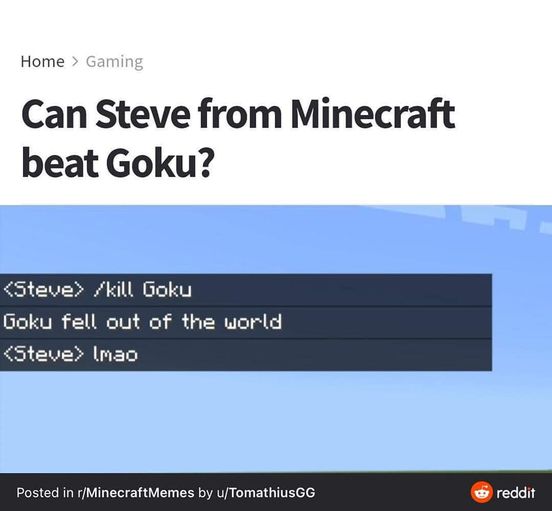 Home > Gaming
Can Steve from Minecraft
beat Goku?
<Steve> /kill Goku
Goku fell out of the world
<Steve> lmao
Posted in r/MinecraftMemes by u/TomathiusGG
reddit